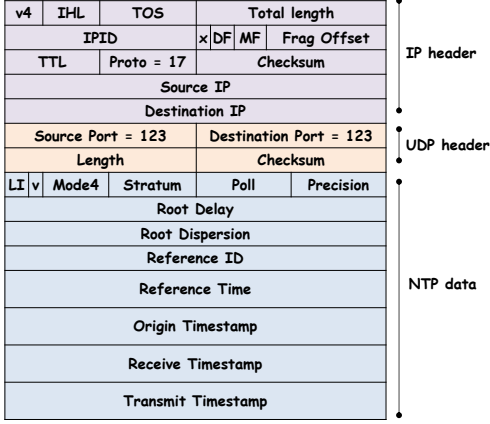 v4 IHL TOS Total length
IPID x DF MF Frag Offset
TTL Proto = 17 Checksum
IP header
Source IP
Destination IP
Source Port = 123 Destination Port = 123
UDP header
Length Checksum
LI v Mode4 Stratum Poll Precision
Root Delay
Root Dispersion
Reference ID
Reference Time
NTP data
Origin Timestamp
Receive Timestamp
Transmit Timestamp